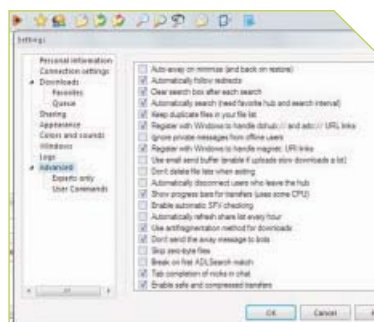 Settings
Personal information
Connection settings
Downloads
Favorites
Queue
Sharing
Appearance
Colors and sounds
Windows
Logs
Advanced
Experts only
User Commands
Auto-away on minimize (and back on restore)
Automatically follow redirects
Clear search box after each search
Automatically search (need favorite hub and search interval)
Keep duplicate files in your file list
Register with Windows to handle dchub:// and adc:// URL links
Ignore private messages from offline users
Register with Windows to handle magnet: URI links
Use small send buffer (enable if uploads slow downloads a lot)
Don't delete file lists when exiting
Automatically disconnect users who leave the hub
Show progress bars for transfers (uses some CPU)
Enable automatic SFV checking
Automatically refresh share list every hour
Use antifragmentation method for downloads
Don't send the away message to bots
Skip zero-byte files
Break on first ADLSearch match
Tab completion of nicks in chat
Enable safe and compressed transfers
OK
Cancel